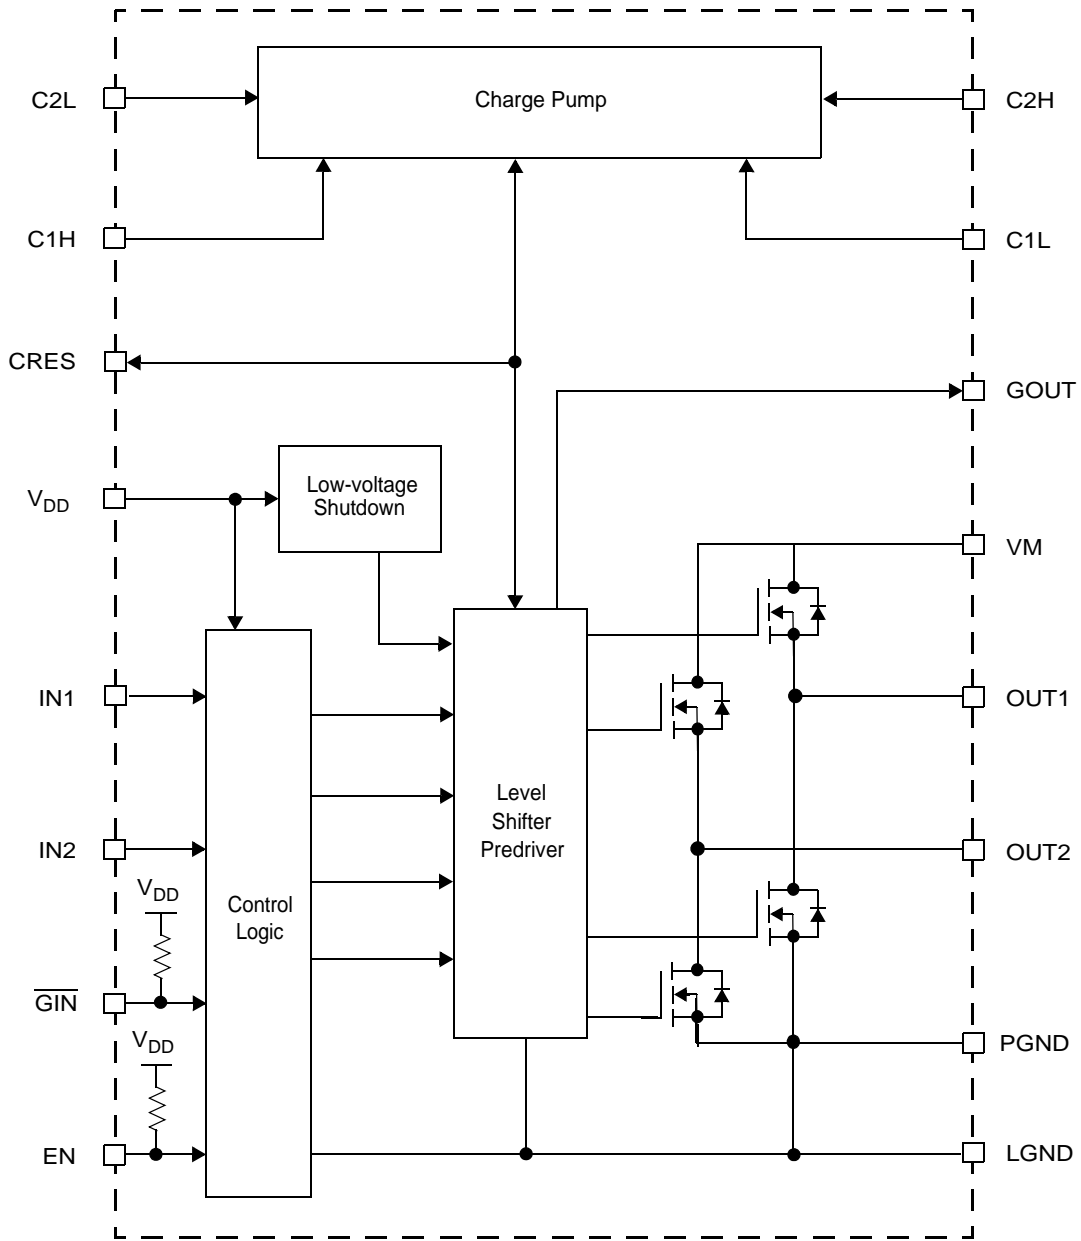 Charge Pump
C2L
C2H
C1H
C1L
CRES
GOUT
VDD
Low-voltage
Shutdown
VM
IN1
OUT1
Level
Shifter
Predriver
IN2
OUT2
VDD
Control
Logic
GIN
VDD
PGND
EN
LGND